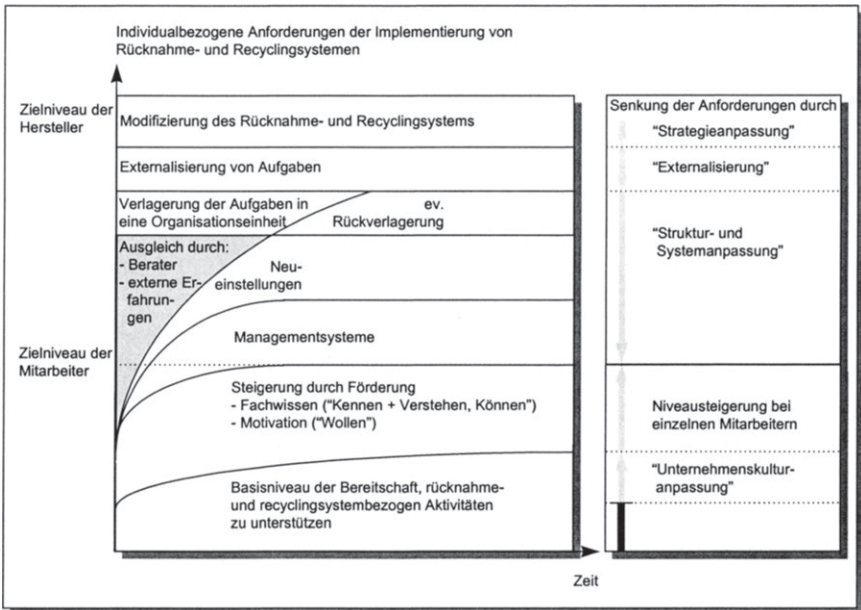 Individualbezogene Anforderungen der Implementierung von
Rücknahme- und Recyclingsystemen
Zielniveau der
Hersteller
Modifizierung des Rücknahme- und Recyclingsystems
Externalisierung von Aufgaben
Verlagerung der Aufgaben in
eine Organisationseinheit
ev.
Rückverlagerung
Ausgleich durch:
- Berater
- externe Er-
fahrun-
gen
Neu-
einstellungen
Managementsysteme
Zielniveau der
Mitarbeiter
Steigerung durch Förderung
- Fachwissen ("Kennen + Verstehen, Können")
- Motivation ("Wollen")
Basisniveau der Bereitschaft, rücknahme-
und recyclingsystembezogen Aktivitäten
zu unterstützen
Zeit
Senkung der Anforderungen durch
"Strategieanpassung"
"Externalisierung"
"Struktur- und
Systemanpassung"
Niveausteigerung bei
einzelnen Mitarbeitern
"Unternehmenskultur-
anpassung"